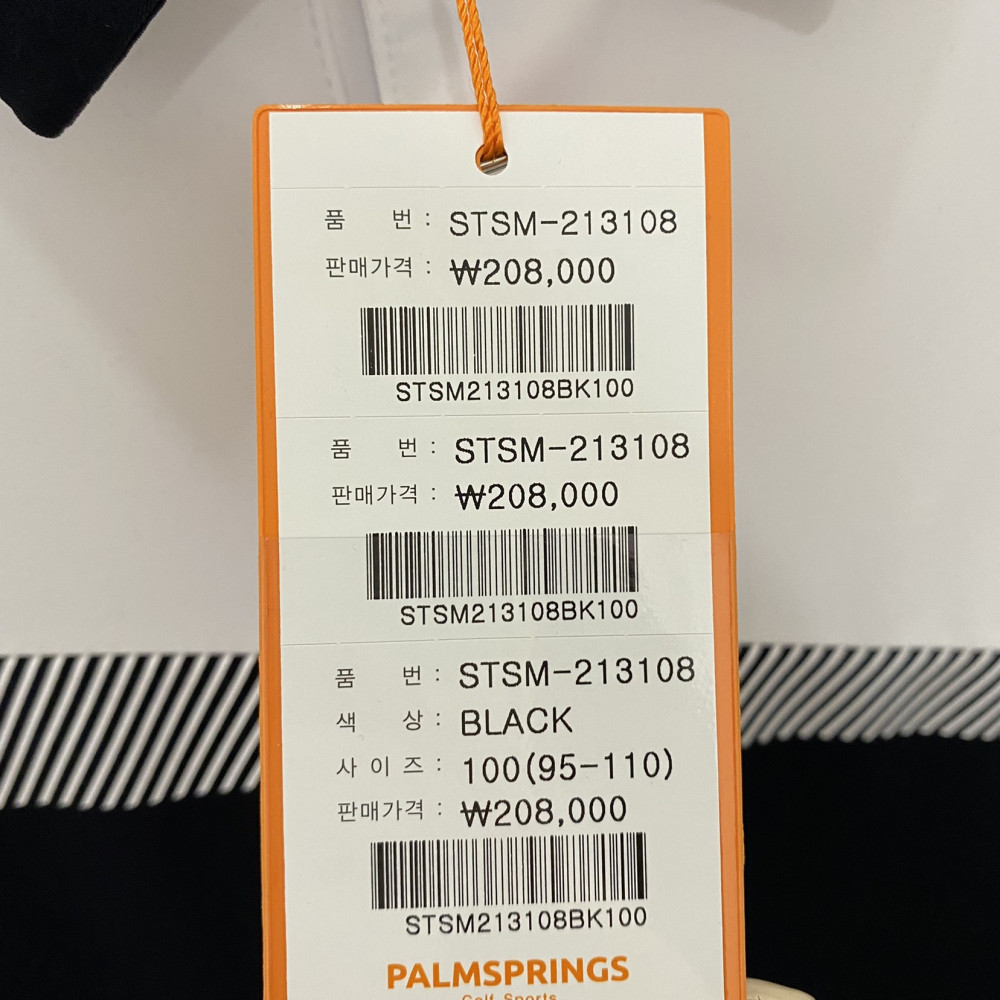 품 번 : STSM-213108
판매가격 : ₩208,000
STSM213108BK100
품 번 : STSM-213108
판매가격 : ₩208,000
STSM213108BK100
품 번 : STSM-213108
색 상 : BLACK
사 이 즈 : 100(95-110)
판매가격 : ₩208,000
STSM213108BK100
PALMSPRINGS
Golf Sports